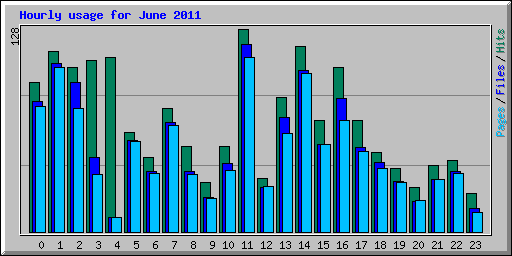 Hourly usage for June 2011
128
Pages/Files/Hits
0 1 2 3 4 5 6 7 8 9 10 11 12 13 14 15 16 17 18 19 20 21 22 23